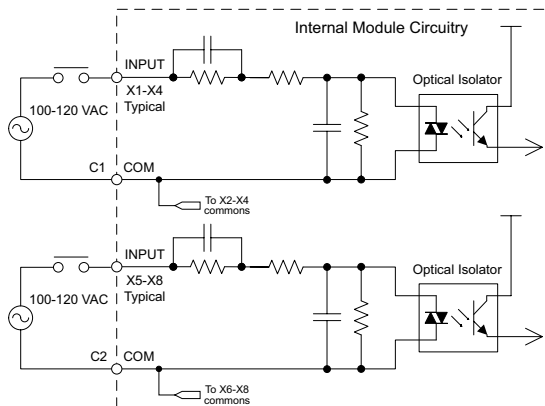 Internal Module Circuitry
INPUT
X1-X4
Typical
100-120 VAC
Optical Isolator
C1 COM
To X2-X4
commons
INPUT
X5-X8
Typical
100-120 VAC
Optical Isolator
C2 COM
To X6-X8
commons